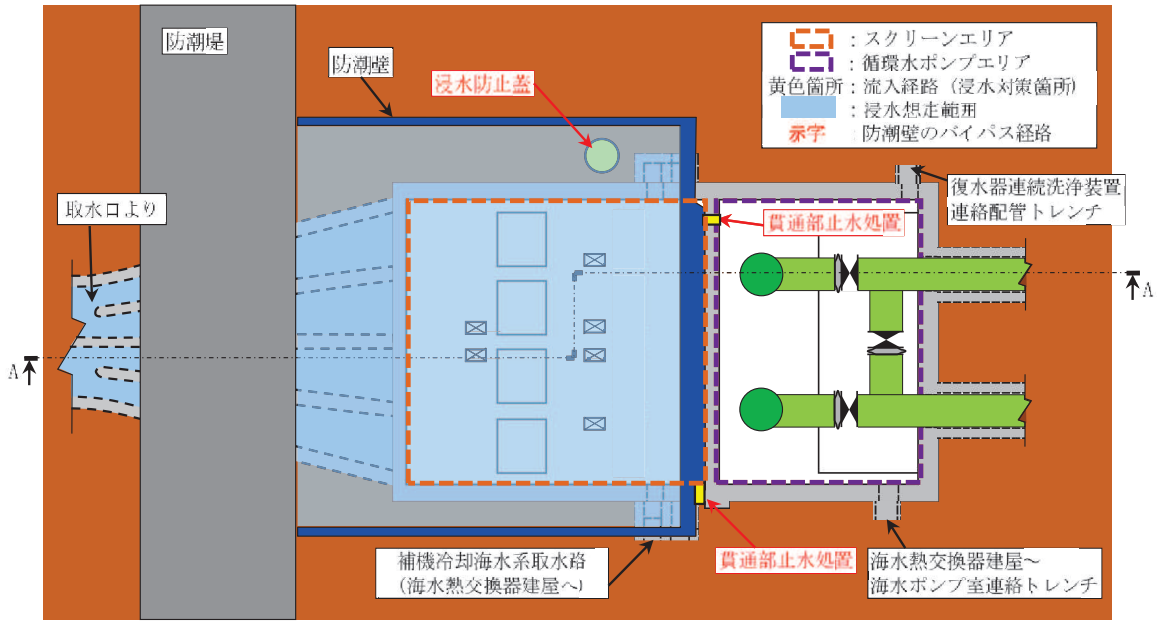 防潮堤
防潮壁
浸水防止蓋
：スクリーンエリア
：循環水ポンプエリア
黄色箇所：流入経路（浸水対策箇所）
：浸水想定範囲
赤字：防潮壁のバイパス経路
取水口より
復水器連続洗浄装置
連絡配管トレンチ
貫通部止水処置
A
A
補機冷却海水系取水路
(海水熱交換器建屋へ)
貫通部止水処置
海水熱交換器建屋～
海水ポンプ室連絡トレンチ